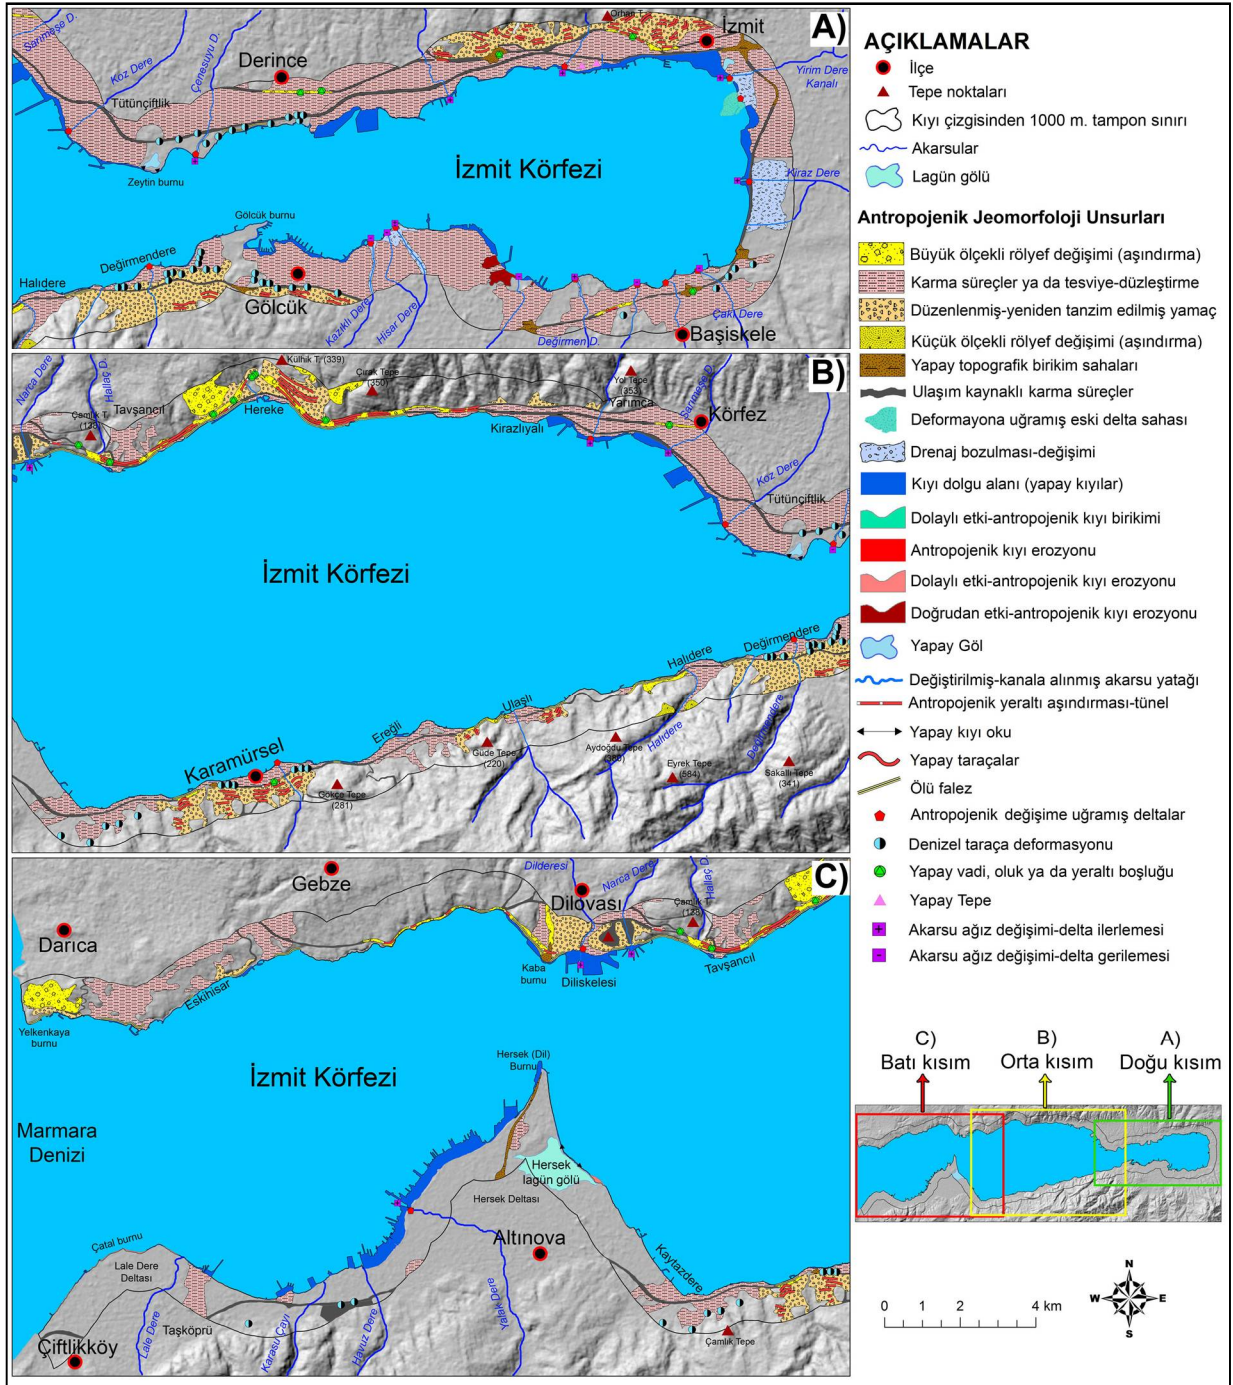 A)
Orhan T.
İzmit
Sarımeşe D.
Koz Dere
Çenesuyu D.
Derince
Yirim Dere
Kanalı
Tütünçiftlik
İzmit Körfezi
Kiraz Dere
Zeytin burnu
Gölcük burnu
Değirmendere
Halıdere
Gölcük
Kazıklı Dere
Hisar Dere
Değirmen D.
Çakı Dere
Başiskele
B)
Narca Dere
Hallağ D.
Tavşancıl
Çamlık T.
(138)
Külhik T. (339)
Çırak Tepe
(350)
Hereke
Yol Tepe
(353)
Yarımca
Sarımeşe D.
Körfez
Kirazlıyalı
Koz Dere
Tütünçiftlik
İzmit Körfezi
Değirmendere
Halıdere
Ulaşlı
Ereğli
Karamürsel
Güde Tepe
(220)
Aydoğdu Tepe
(380)
Halıdere
Eyrek Tepe
(584)
Değirmendere
Sakallı Tepe
(341)
Gökçe Tepe
(281)
C)
Gebze
Dilderesi
Narca Dere
Hallağ D.
Dilovası
Çamlık T.
(138)
Darıca
Kaba
burnu
Diliskelesi
Tavşancıl
Eskihisar
Yelkenkaya
burnu
Hersek (Dil)
Burnu
İzmit Körfezi
Marmara
Denizi
Hersek
lagün gölü
Hersek Deltası
Altınova
Çatal burnu
Lale Dere
Deltası
Kaytazdere
Taşköprü
Lale Dere
Karasu Çayı
Havuz Dere
Yalak Dere
Çiftlikköy
Çamlık Tepe
AÇIKLAMALAR
İlçe
Tepe noktaları
Kıyı çizgisinden 1000 m. tampon sınırı
Akarsular
Lagün gölü
Antropojenik Jeomorfoloji Unsurları
Büyük ölçekli rölyef değişimi (aşındırma)
Karma süreçler ya da tesviye-düzleştirme
Düzenlenmiş-yeniden tanzim edilmiş yamaç
Küçük ölçekli rölyef değişimi (aşındırma)
Yapay topografik birikim sahaları
Ulaşım kaynaklı karma süreçler
Deformayona uğramış eski delta sahası
Drenaj bozulması-değişimi
Kıyı dolgu alanı (yapay kıyılar)
Dolaylı etki-antropojenik kıyı birikimi
Antropojenik kıyı erozyonu
Dolaylı etki-antropojenik kıyı erozyonu
Doğrudan etki-antropojenik kıyı erozyonu
Yapay Göl
Değiştirilmiş-kanala alınmış akarsu yatağı
Antropojenik yeraltı aşındırması-tünel
Yapay kıyı oku
Yapay taraçalar
Ölü falez
Antropojenik değişime uğramış deltalar
Denizel taraça deformasyonu
Yapay vadi, oluk ya da yeraltı boşluğu
Yapay Tepe
Akarsu ağız değişimi-delta ilerlemesi
Akarsu ağız değişimi-delta gerilemesi
C)
Batı kısım
B)
Orta kısım
A)
Doğu kısım
0 1 2 4 km
N
W E
S